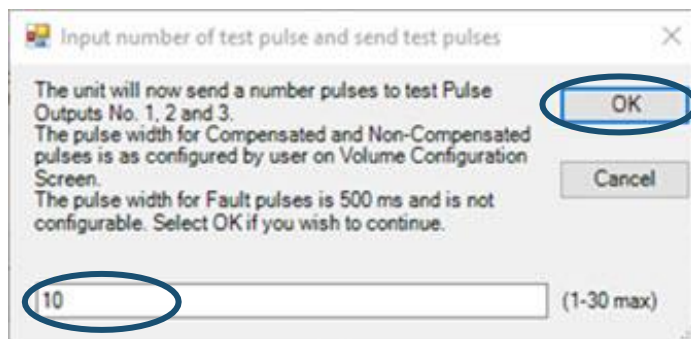 Input number of test pulse and send test pulses
The unit will now send a number pulses to test Pulse
Outputs No. 1, 2 and 3.
The pulse width for Compensated and Non-Compensated
pulses is as configured by user on Volume Configuration
Screen.
The pulse width for Fault pulses is 500 ms and is not
configurable. Select OK if you wish to continue.
OK
Cancel
10
(1-30 max)